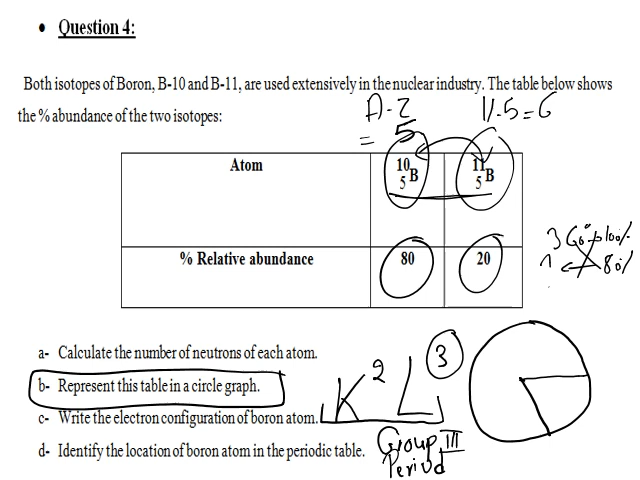 • Question 4:
Both isotopes of Boron, B-10 and B-11, are used extensively in the nuclear industry. The table below shows
the % abundance of the two isotopes:
A-Z
= 5
11-5=6
Atom
10
5 B
11
5 B
% Relative abundance
80
20
360° → 100%
80%
a- Calculate the number of neutrons of each atom.
b- Represent this table in a circle graph.
c- Write the electron configuration of boron atom.
K 2 L 3
d- Identify the location of boron atom in the periodic table.
Group III
Period